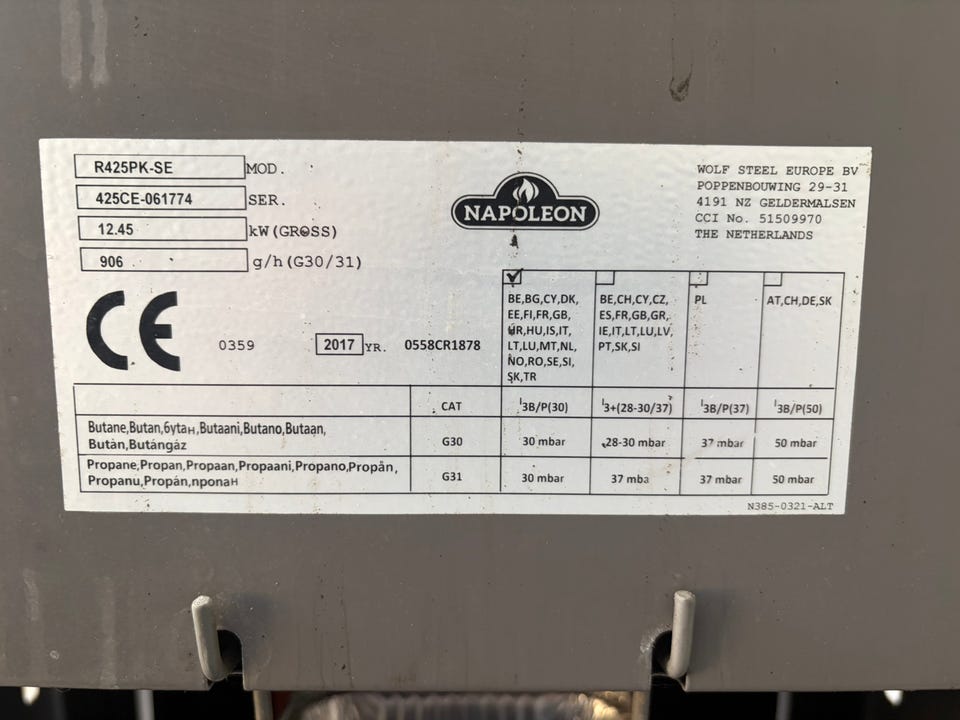 R425PK-SE MOD.
425CE-061774 SER.
12.45 kW(GROSS)
906 g/h(G30/31)
NAPOLEON
WOLF STEEL EUROPE BV
POPPENBOUWING 29-31
4191 NZ GELDERMALSEN
CCI No. 51509970
THE NETHERLANDS
CE 0359 2017 YR. 0558CR1878
BE,BG,CY,DK,
EE,FI,FR,GB,
HR,HU,IS,IT,
LT,LU,MT,NL,
NO,RO,SE,SI,
SK,TR
BE,CH,CY,CZ,
ES,FR,GB,GR,
IE,IT,LT,LU,LV,
PT,SK,SI
PL
AT,CH,DE,SK
CAT I3B/P(30) I3+(28-30/37) I3B/P(37) I3B/P(50)
Butane,Butan,бутан,Butaani,Butano,Butaan,
Bután,Butángáz
G30 30 mbar 28-30 mbar 37 mbar 50 mbar
Propane,Propan,Propaan,Propaani,Propano,Propån,
Propanu,Propán,пропан
G31 30 mbar 37 mba 37 mbar 50 mbar
N385-0321-ALT